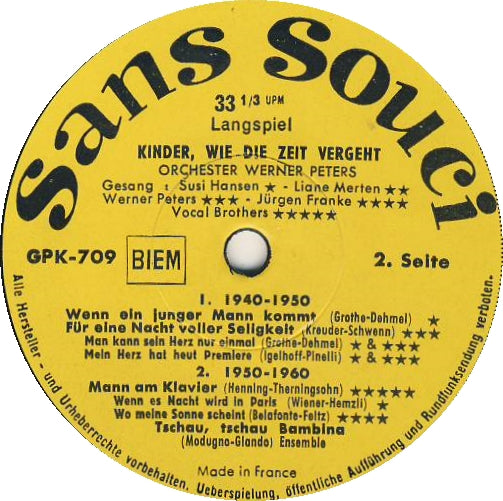 Sans Souci
33 1/3 UPM
Langspiel
KINDER, WIE DIE ZEIT VERGEHT
ORCHESTER WERNER PETERS
Gesang : Susi Hansen ★ - Liane Merten ★★
Werner Peters ★★★ - Jürgen Franke ★★★★
Vocal Brothers ★★★★★
GPK-709 BIEM 2. Seite
1. 1940-1950
Wenn ein junger Mann kommt (Grothe-Dehmel) ★
Für eine Nacht voller Seligkeit (Kreuder-Schwenn) ★★★
Man kann sein Herz nur einmal (Grothe-Dehmel) ★ & ★★★
Mein Herz hat heut Premiere (Igelhoff-Pinelli) ★ & ★★★
2. 1950-1960
Mann am Klavier (Henning-Therningsohn) ★★★★★
Wenn es Nacht wird in Paris (Wiener-Hemzli) ★
Wo meine Sonne scheint (Belafonte-Feltz) ★★★★
Tschau, tschau Bambina
(Modugno-Glando) Ensemble
Made in France
Alle Hersteller - und Urheberrechte vorbehalten. Ueberspielung, öffentliche Aufführung und Rundfunksendung verboten.